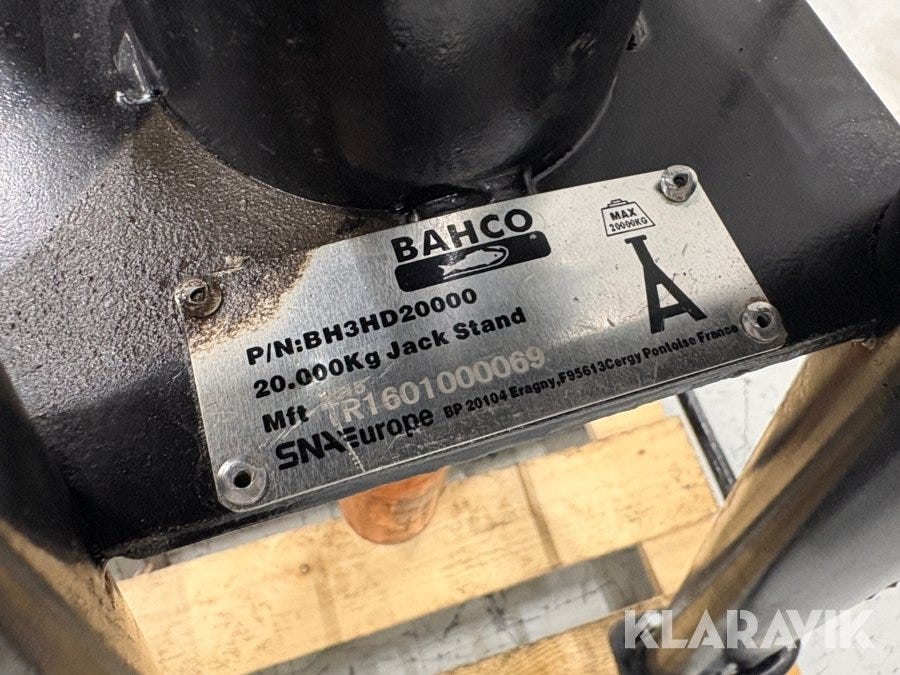 BAHCO
MAX
20000KG
P/N:BH3HD20000
20.000Kg Jack Stand
Mft TR1601000069
SNA Europe BP 20104 Eragny,F95613Cergy Pontoise France
KLARAVIK